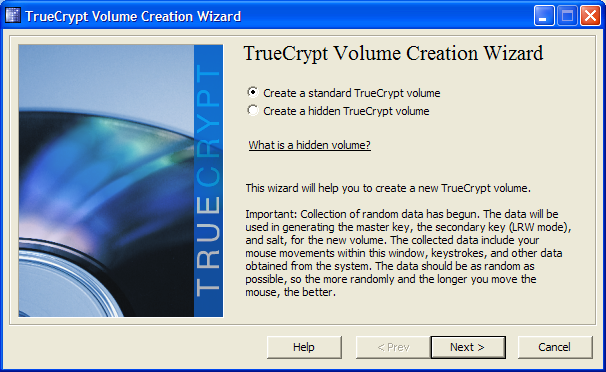 TrueCrypt Volume Creation Wizard
TRUECRYPT
TrueCrypt Volume Creation Wizard
Create a standard TrueCrypt volume
Create a hidden TrueCrypt volume
What is a hidden volume?
This wizard will help you to create a new TrueCrypt volume.
Important: Collection of random data has begun. The data will be
used in generating the master key, the secondary key (LRW mode),
and salt, for the new volume. The collected data include your
mouse movements within this window, keystrokes, and other data
obtained from the system. The data should be as random as
possible, so the more randomly and the longer you move the
mouse, the better.
Help
< Prev
Next >
Cancel